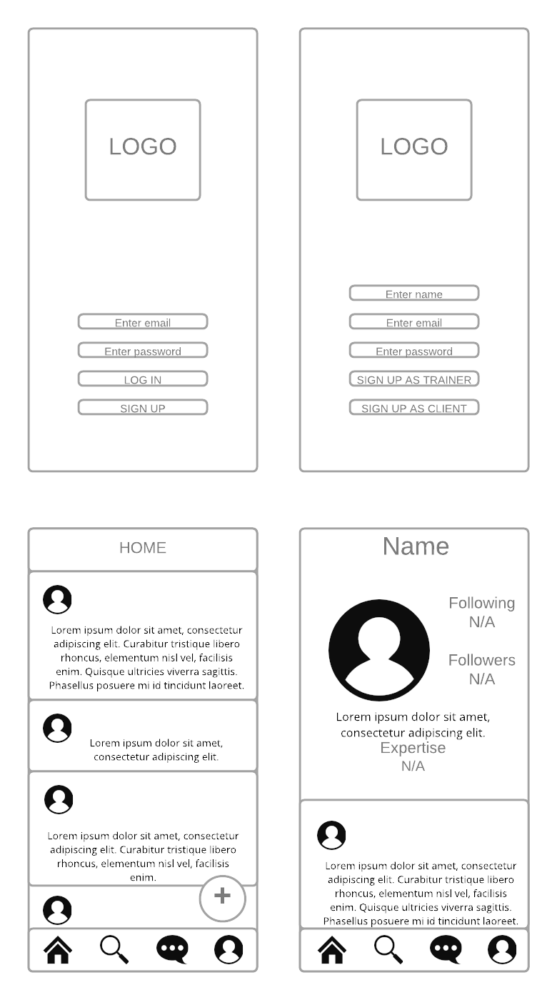 LOGO
Enter email
Enter password
LOG IN
SIGN UP
LOGO
Enter name
Enter email
Enter password
SIGN UP AS TRAINER
SIGN UP AS CLIENT
HOME
Lorem ipsum dolor sit amet, consectetur
adipiscing elit. Curabitur tristique libero
rhoncus, elementum nisl vel, facilisis
enim. Quisque ultricies viverra sagittis.
Phasellus posuere mi id tincidunt laoreet.
Lorem ipsum dolor sit amet,
consectetur adipiscing elit.
Lorem ipsum dolor sit amet, consectetur
adipiscing elit. Curabitur tristique libero
rhoncus, elementum nisl vel, facilisis
enim.
+
Name
Following
N/A
Followers
N/A
Lorem ipsum dolor sit amet,
consectetur adipiscing elit.
Expertise
N/A
Lorem ipsum dolor sit amet, consectetur
adipiscing elit. Curabitur tristique libero
rhoncus, elementum nisl vel, facilisis
enim. Quisque ultricies viverra sagittis.
Phasellus posuere mi id tincidunt laoreet.